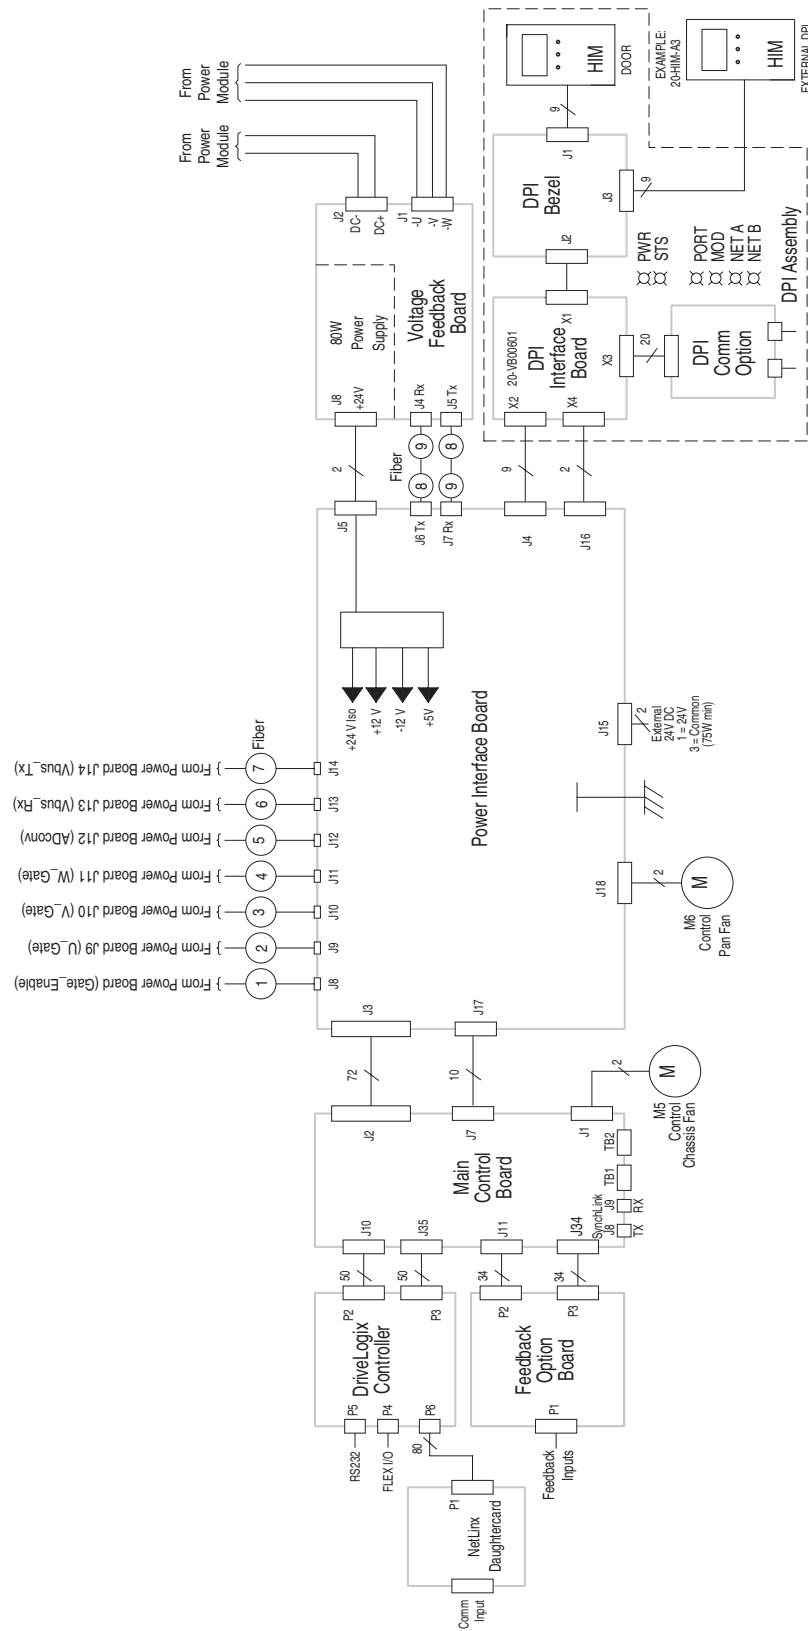 Comm
Input
NetLinx
Daughtercard
P1
80
RS232
FLEX I/O
P5
P4
P6
DriveLogix
Controller
P2
P3
50
50
Feedback
Inputs
P1
Feedback
Option
Board
P2
P3
34
34
J10
J35
J11
J34
Main
Control
Board
SynchLink
J8
J9
TX
RX
TB1
TB2
J2
J7
J1
2
M
M5
Control
Chassis Fan
72
10
J3
J17
1
From Power Board (Gate_Enable)
J8
2
From Power Board J9 (U_Gate)
J9
3
From Power Board J10 (V_Gate)
J10
4
From Power Board J11 (W_Gate)
J11
5
From Power Board J12 (ADconv)
J12
6
From Power Board J13 (Vbus_Rx)
J13
7
From Power Board J14 (Vbus_Tx)
J14
Fiber
Power Interface Board
+24 V Iso
+12 V
-12 V
+5V
J18
2
M
M6
Control
Pan Fan
J15
2
External
24V DC
1 = 24V
3 = Common
(75W min)
J5
J6 Tx
J7 Rx
J4
J16
2
Fiber
8
9
9
8
9
2
J8
+24V
J4 Rx
J5 Tx
80W
Power
Supply
Voltage
Feedback
Board
J2
DC-
DC+
J1
-U
-V
-W
From
Power
Module
From
Power
Module
X2
X4
20-VB00601
DPI
Interface
Board
X1
X3
20
DPI
Comm
Option
J2
DPI
Bezel
J1
J3
9
9
PWR
STS
PORT
MOD
NET A
NET B
DPI Assembly
HIM
DOOR
EXAMPLE:
20-HIM-A3
HIM
EXTERNAL DPI